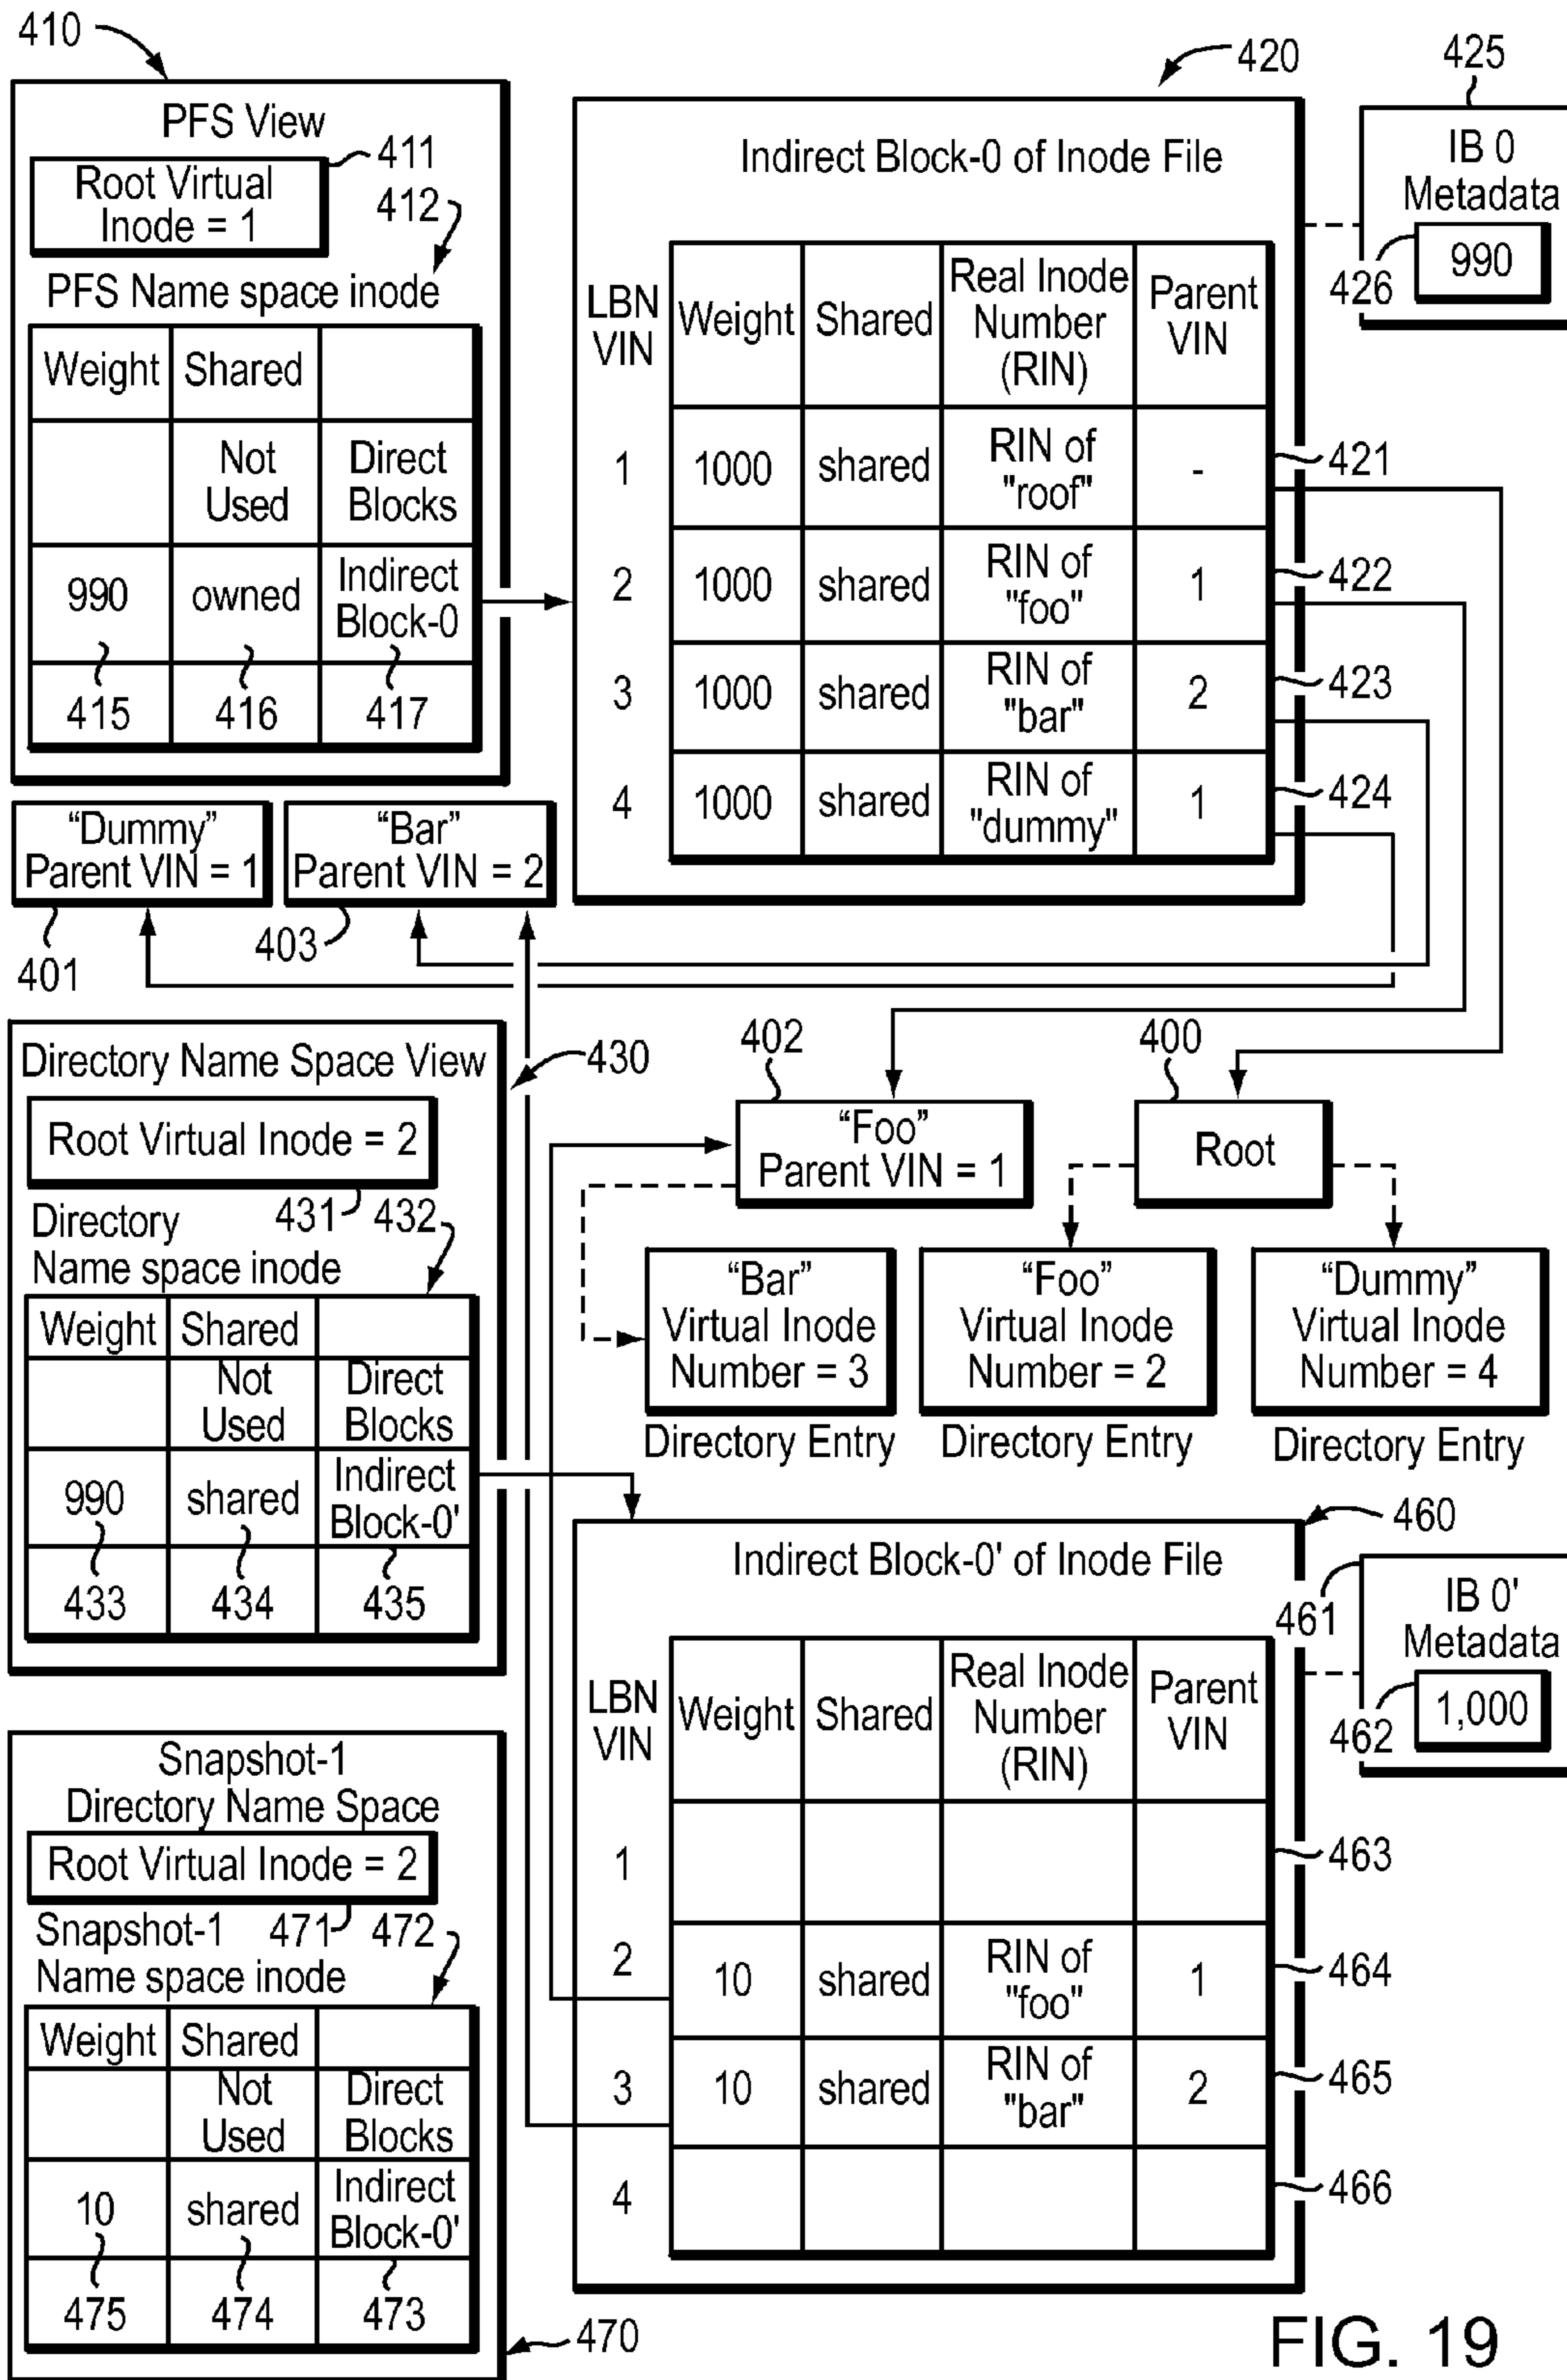 410
PFS View
411
Root Virtual
Inode = 1
412
PFS Name space inode
Weight Shared
Not Used Direct Blocks
990 owned Indirect Block-0
415 416 417
420
Indirect Block-0 of Inode File
LBN VIN Weight Shared Real Inode Number (RIN) Parent VIN
1 1000 shared RIN of "roof" - 421
2 1000 shared RIN of "foo" 1 422
3 1000 shared RIN of "bar" 2 423
4 1000 shared RIN of "dummy" 1 424
425
IB 0
Metadata
426 990
"Dummy"
Parent VIN = 1
401
"Bar"
Parent VIN = 2
403
Directory Name Space View
430
Root Virtual Inode = 2
431 432
Directory
Name space inode
Weight Shared
Not Used Direct Blocks
990 shared Indirect Block-0'
433 434 435
402
"Foo"
Parent VIN = 1
400
Root
"Bar"
Virtual Inode
Number = 3
Directory Entry
"Foo"
Virtual Inode
Number = 2
Directory Entry
"Dummy"
Virtual Inode
Number = 4
Directory Entry
460
Indirect Block-0' of Inode File
LBN VIN Weight Shared Real Inode Number (RIN) Parent VIN
1 463
2 10 shared RIN of "foo" 1 464
3 10 shared RIN of "bar" 2 465
4 466
461
IB 0'
Metadata
462 1,000
Snapshot-1
Directory Name Space
Root Virtual Inode = 2
471 472
Snapshot-1
Name space inode
Weight Shared
Not Used Direct Blocks
10 shared Indirect Block-0'
475 474 473
470
FIG. 19